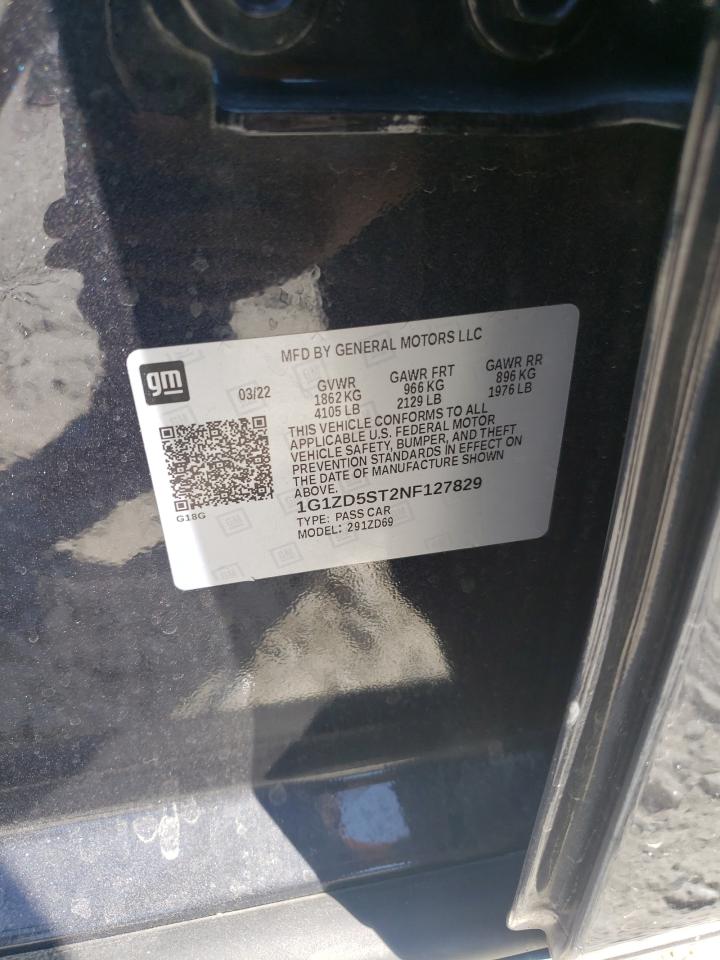 gm
MFD BY GENERAL MOTORS LLC
03/22
GVWR
1862 KG
4105 LB
GAWR FRT
966 KG
2129 LB
GAWR RR
896 KG
1976 LB
THIS VEHICLE CONFORMS TO ALL
APPLICABLE U.S. FEDERAL MOTOR
VEHICLE SAFETY, BUMPER, AND THEFT
PREVENTION STANDARDS IN EFFECT ON
THE DATE OF MANUFACTURE SHOWN
ABOVE.
1G1ZD5ST2NF127829
TYPE: PASS CAR
MODEL: 291ZD69
G18G